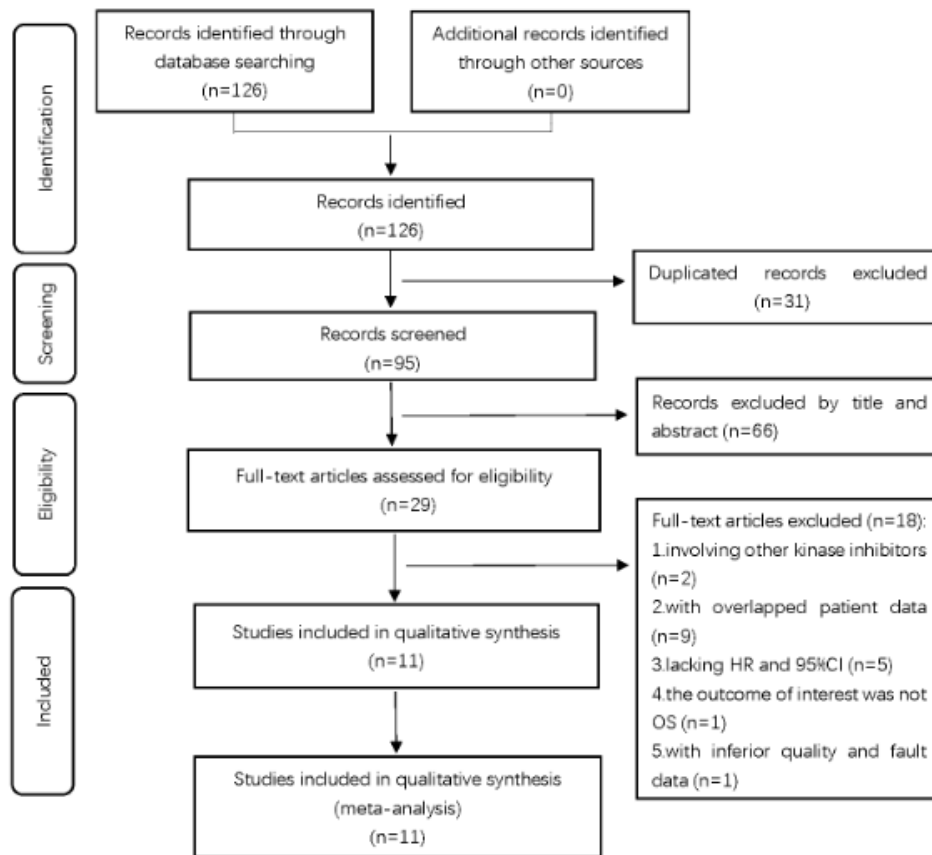 Identification
Records identified through
database searching
(n=126)
Additional records identified
through other sources
(n=0)
Records identified
(n=126)
Duplicated records excluded
(n=31)
Screening
Records screened
(n=95)
Records excluded by title and
abstract (n=66)
Eligibility
Full-text articles assessed for eligibility
(n=29)
Full-text articles excluded (n=18):
1.involving other kinase inhibitors
(n=2)
2.with overlapped patient data
(n=9)
3.lacking HR and 95%CI (n=5)
4.the outcome of interest was not
OS (n=1)
5.with inferior quality and fault
data (n=1)
Included
Studies included in qualitative synthesis
(n=11)
Studies included in qualitative synthesis
(meta-analysis)
(n=11)